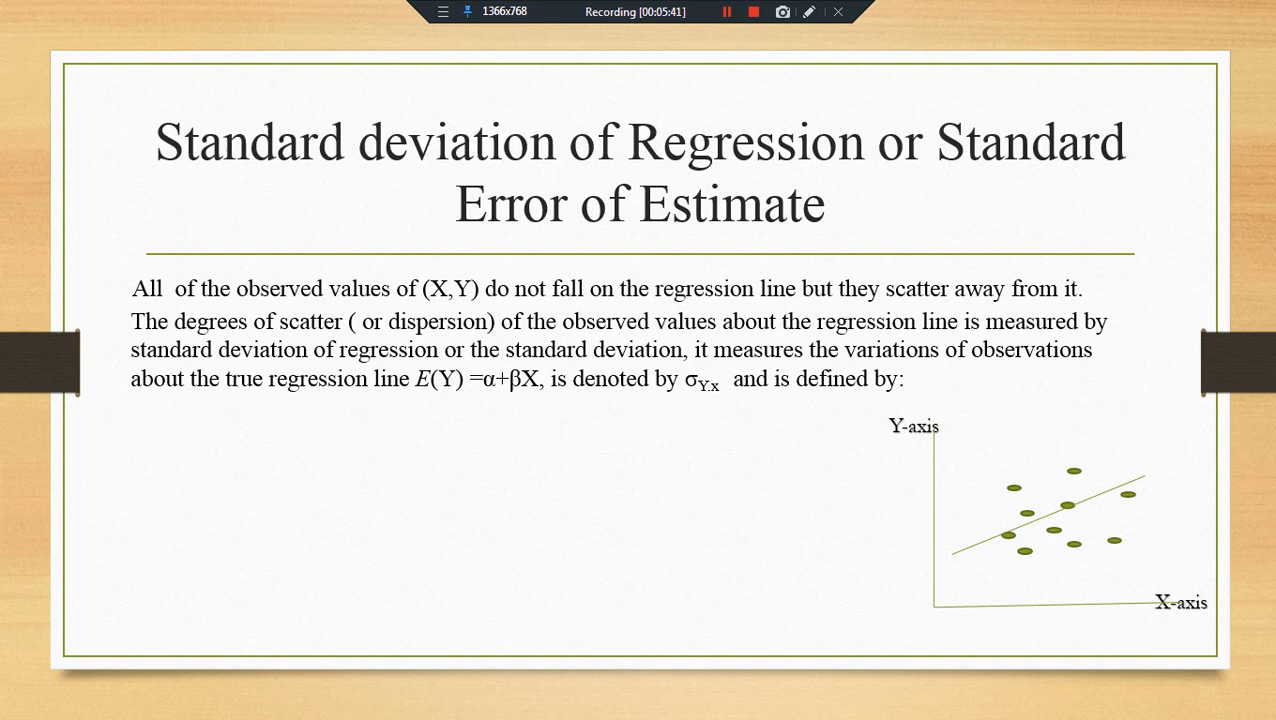 1366x768
Recording [00:05:41]
Standard deviation of Regression or Standard
Error of Estimate
All of the observed values of (X,Y) do not fall on the regression line but they scatter away from it.
The degrees of scatter ( or dispersion) of the observed values about the regression line is measured by
standard deviation of regression or the standard deviation, it measures the variations of observations
about the true regression line E(Y) =α+βX, is denoted by σY.x and is defined by:
Y-axis
X-axis